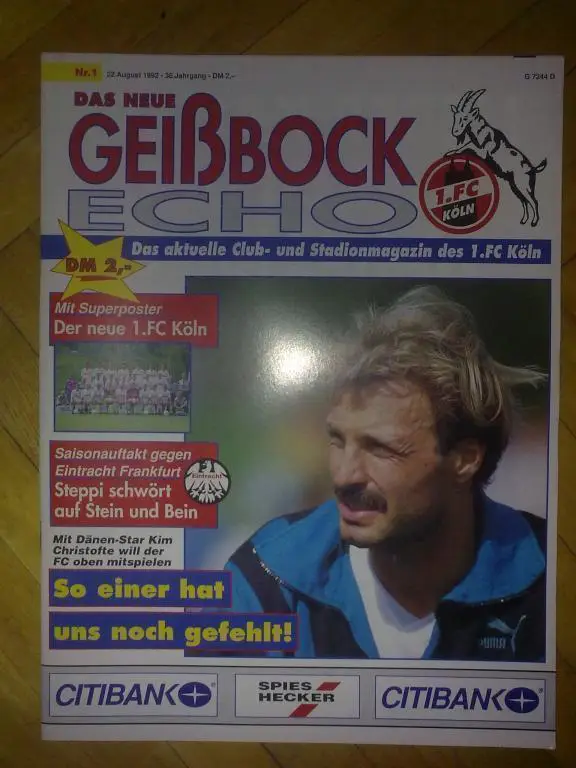 Nr.1
22.August 1992 - 36.Jahrgang - DM 2,-
G 7244 D
DAS NEUE
GEIßBOCK
ECHO
1.FC
KÖLN
Das aktuelle Club- und Stadionmagazin des 1.FC Köln
DM 2,-
Mit Superposter
Der neue 1.FC Köln
Saisonauftakt gegen
Eintracht Frankfurt
Eintracht
Steppi schwört
auf Stein und Bein
Mit Dänen-Star Kim
Christofte will der
FC oben mitspielen
So einer hat
uns noch gefehlt!
PUMA
CITIBANK
SPIES
HECKER
CITIBANK